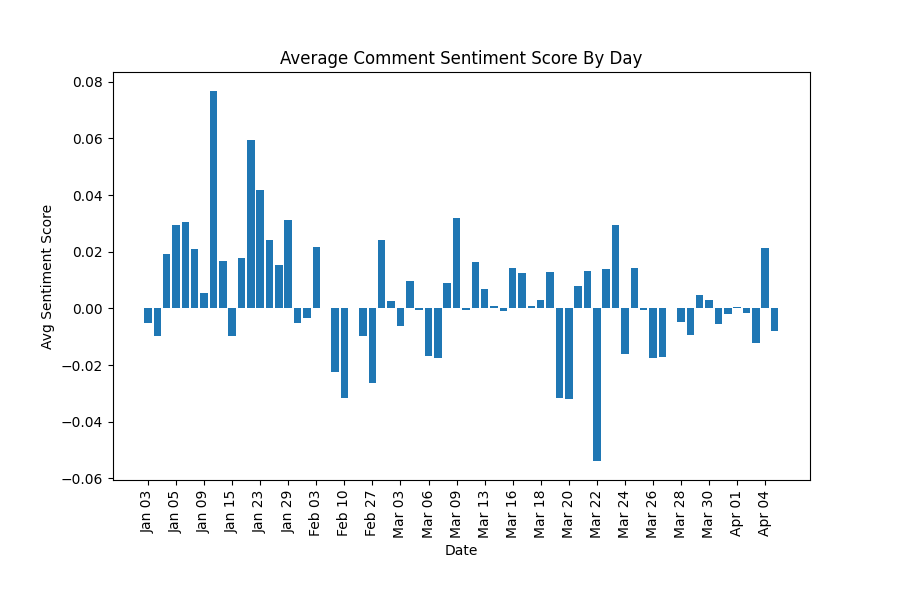 Average Comment Sentiment Score By Day
Avg Sentiment Score
0.08
0.06
0.04
0.02
0.00
−0.02
−0.04
−0.06
Jan 03
Jan 05
Jan 09
Jan 15
Jan 23
Jan 29
Feb 03
Feb 10
Feb 27
Mar 03
Mar 06
Mar 09
Mar 13
Mar 16
Mar 18
Mar 20
Mar 22
Mar 24
Mar 26
Mar 28
Mar 30
Apr 01
Apr 04
Date